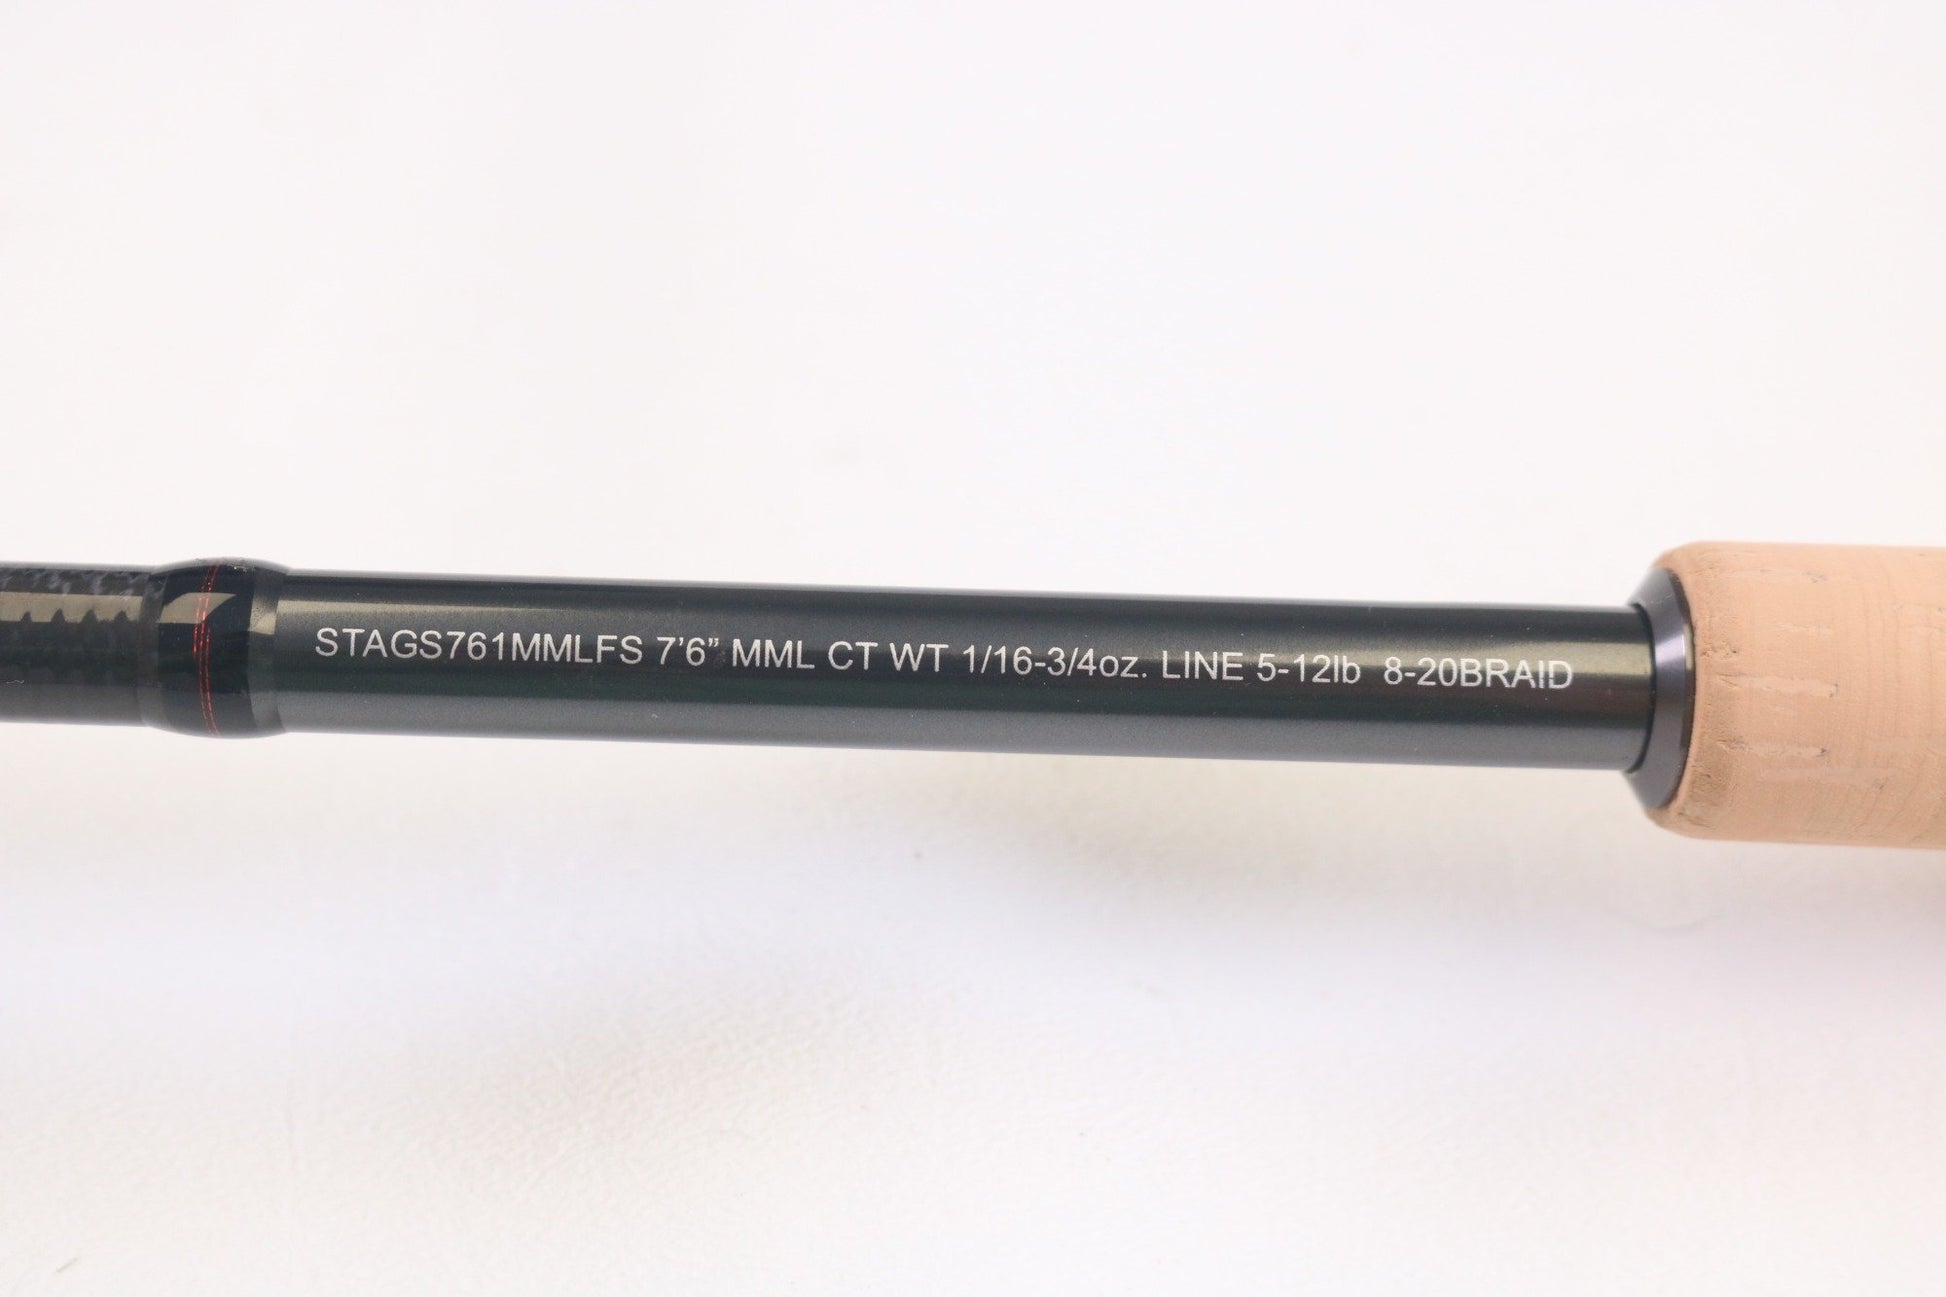 STAGS761MMLFS 7’6” MML CT WT 1/16-3/4oz. LINE 5-12lb 8-20BRAID